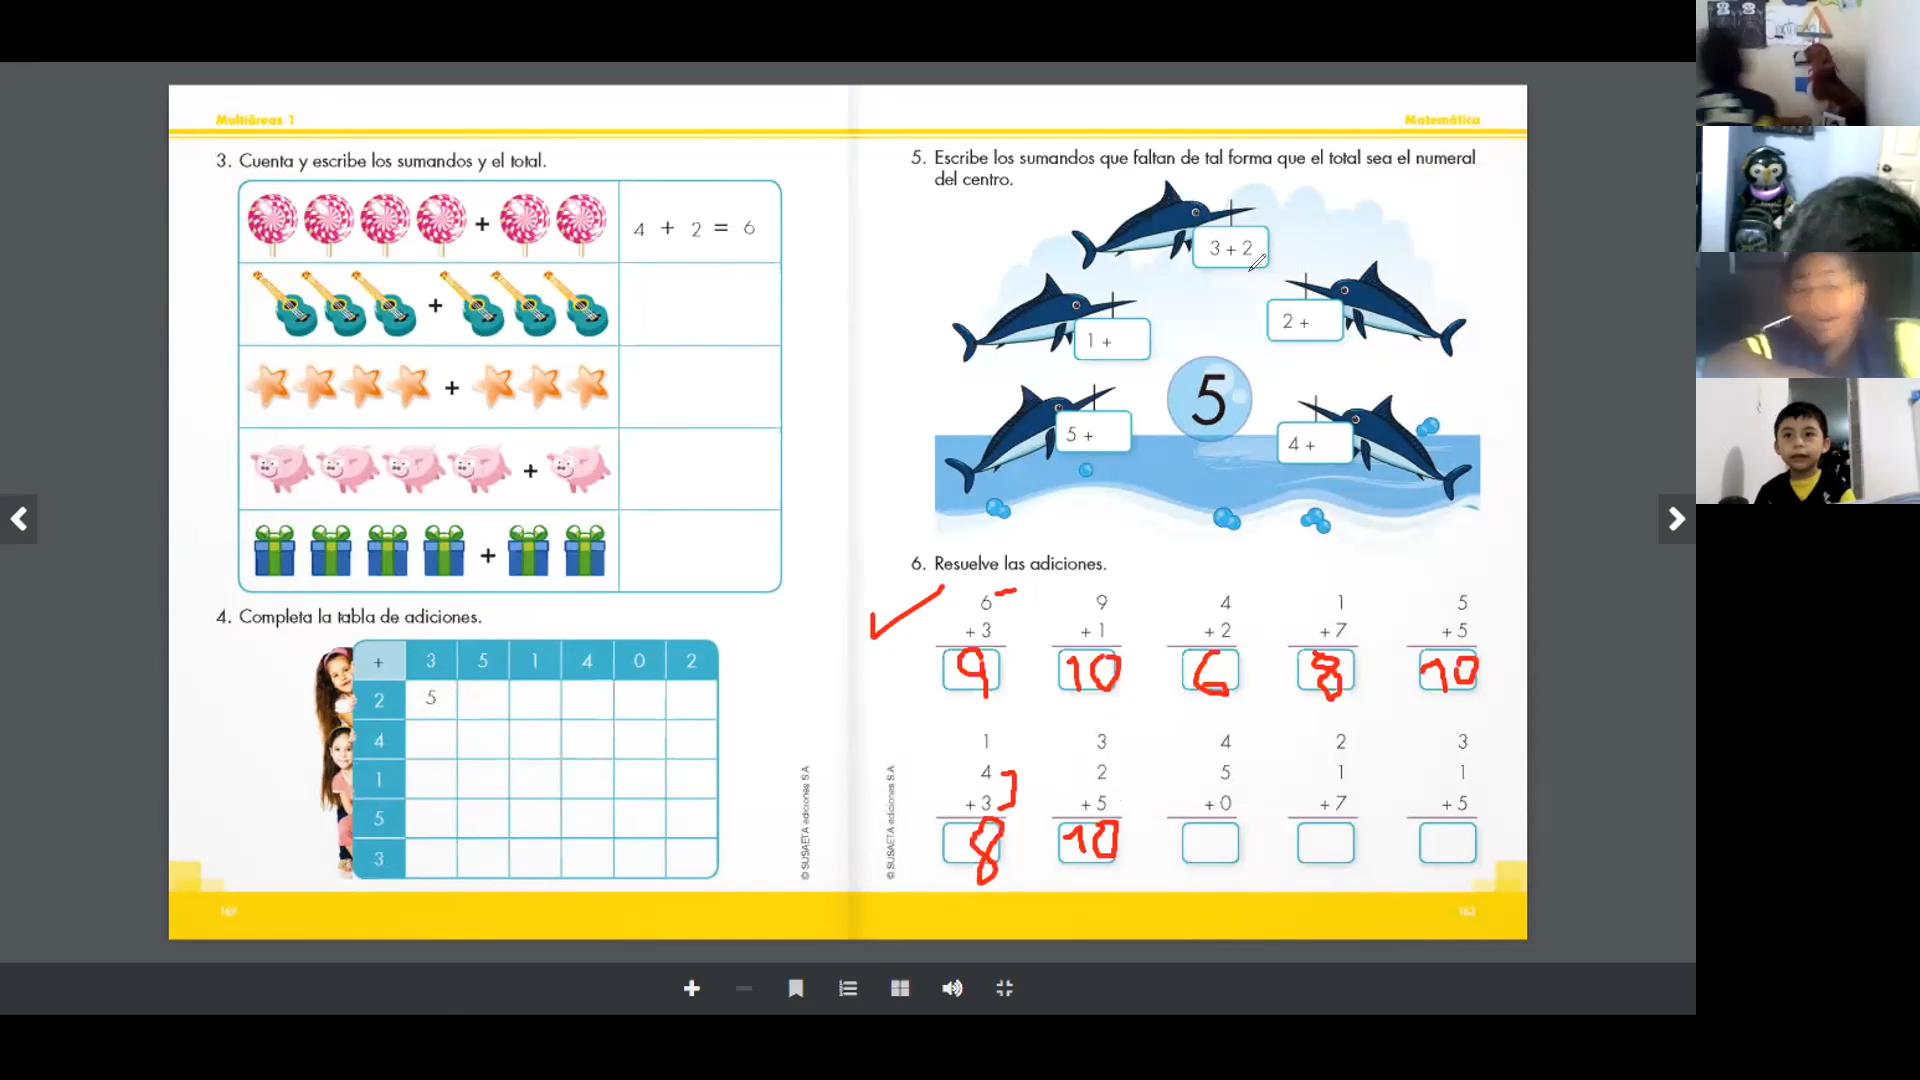 Multiáreas 1
3. Cuenta y escribe los sumandos y el total.
+ 4 + 2 = 6
+
+
+
+
4. Completa la tabla de adiciones.
+ 3 5 1 4 0 2
2 5
4
1
5
3
© SUSAETA ediciones S.A.
Matemática
5. Escribe los sumandos que faltan de tal forma que el total sea el numeral
del centro.
3 + 2
1 +
2 +
5
5 +
4 +
6. Resuelve las adiciones.
6 9 4 1 5
+ 3 + 1 + 2 + 7 + 5
9 10 6 8 10
1 3 4 2 3
4 2 5 1 1
+ 3 + 5 + 0 + 7 + 5
8 10
© SUSAETA ediciones S.A.
163